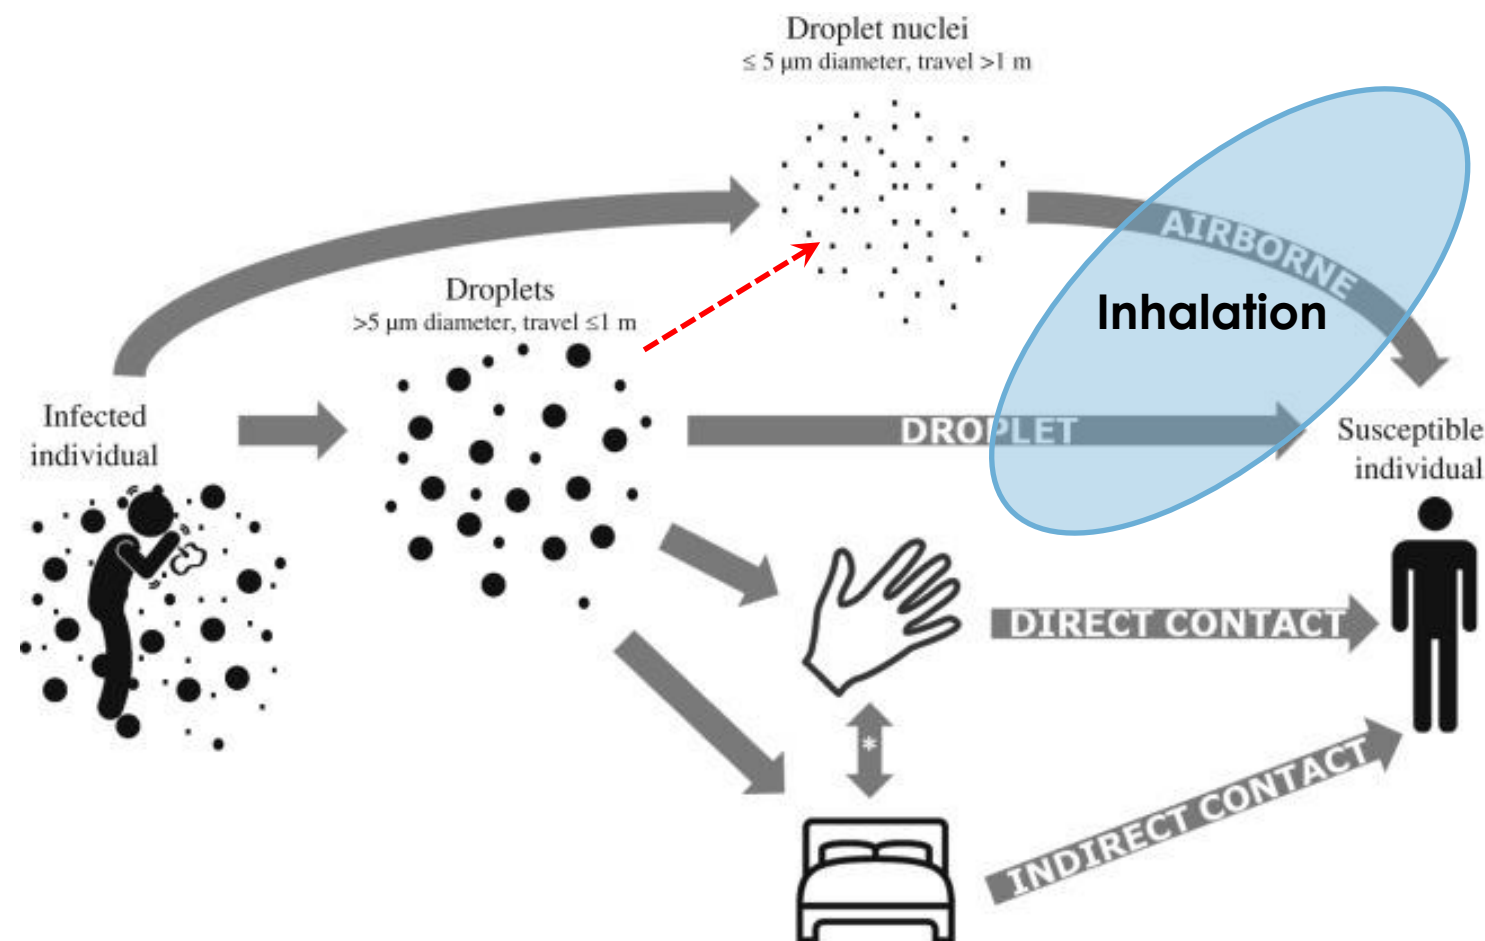 Droplet nuclei
≤ 5 μm diameter, travel >1 m
AIRBORNE
Inhalation
Droplets
>5 μm diameter, travel ≤1 m
Infected
individual
DROPLET
Susceptible
individual
DIRECT CONTACT
*
INDIRECT CONTACT